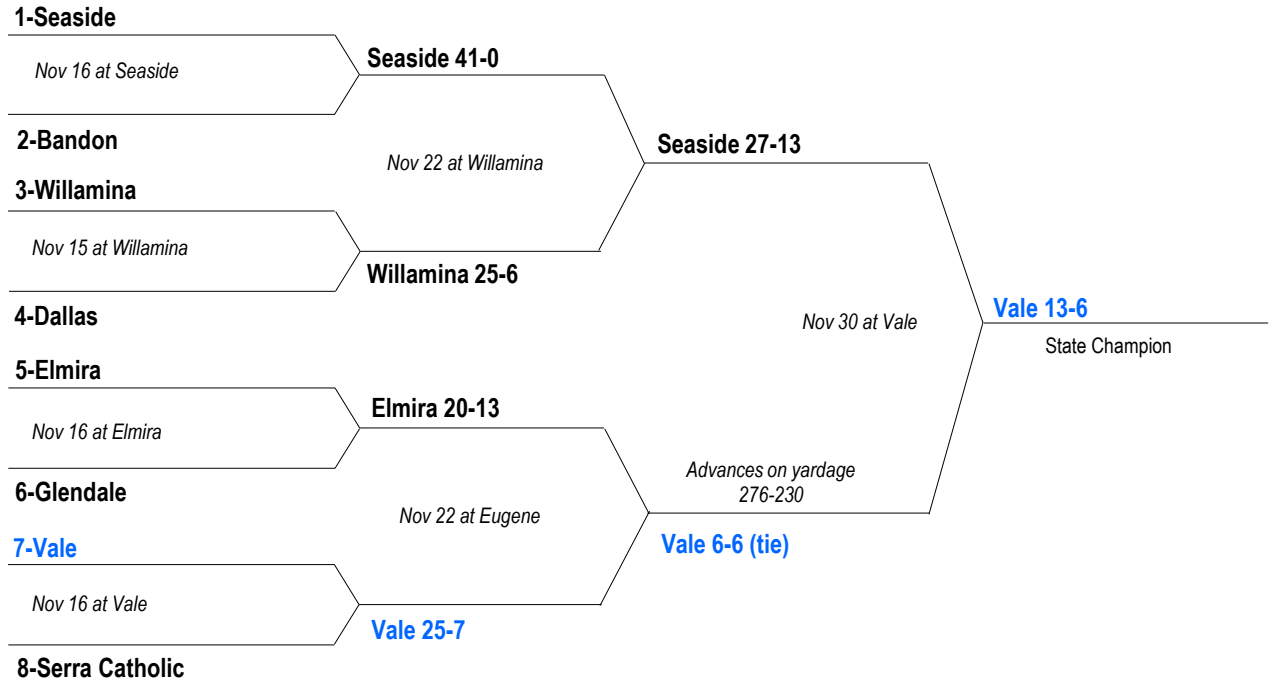 1-Seaside
Nov 16 at Seaside
Seaside 41-0
2-Bandon
Nov 22 at Willamina
Seaside 27-13
3-Willamina
Nov 15 at Willamina
Willamina 25-6
4-Dallas
Nov 30 at Vale
Vale 13-6
State Champion
5-Elmira
Nov 16 at Elmira
Elmira 20-13
6-Glendale
Nov 22 at Eugene
Advances on yardage
276-230
Vale 6-6 (tie)
7-Vale
Nov 16 at Vale
Vale 25-7
8-Serra Catholic